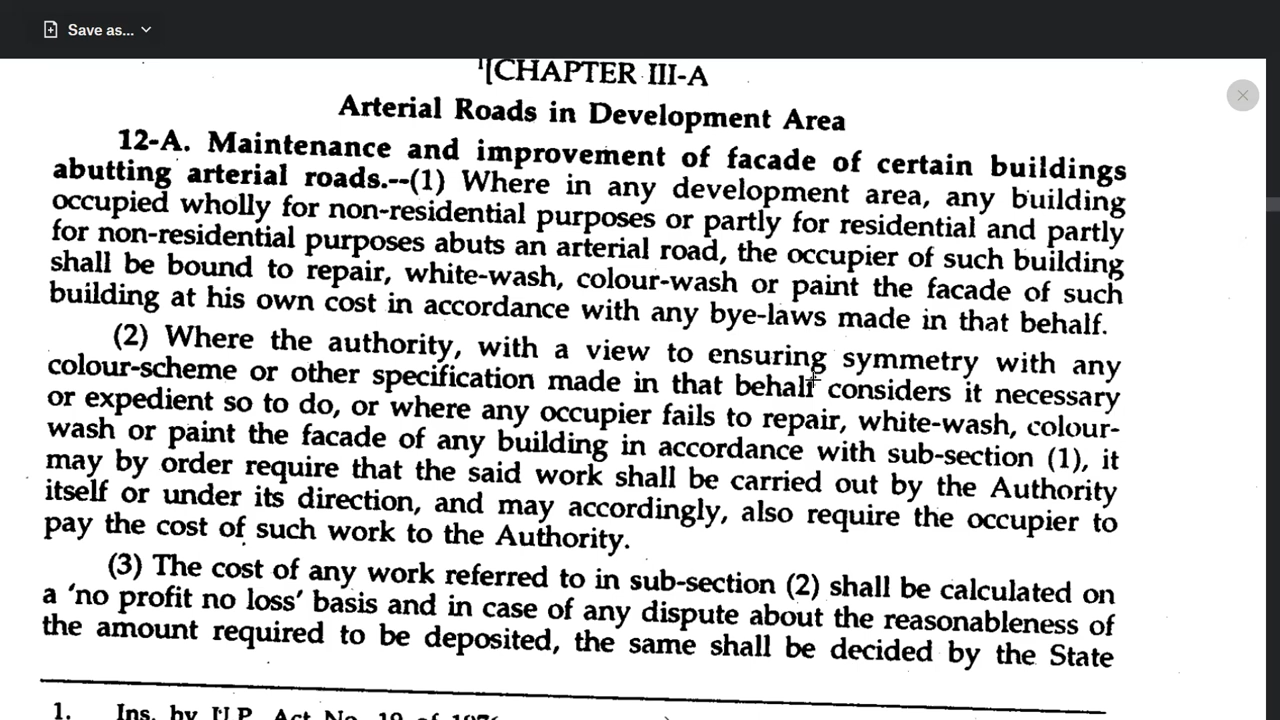 Save as...
¹[CHAPTER III-A
Arterial Roads in Development Area
12-A. Maintenance and improvement of facade of certain buildings
abutting arterial roads.--(1) Where in any development area, any building
occupied wholly for non-residential purposes or partly for residential and partly
for non-residential purposes abuts an arterial road, the occupier of such building
shall be bound to repair, white-wash, colour-wash or paint the facade of such
building at his own cost in accordance with any bye-laws made in that behalf.
(2) Where the authority, with a view to ensuring symmetry with any
colour-scheme or other specification made in that behalf considers it necessary
or expedient so to do, or where any occupier fails to repair, white-wash, colour-
wash or paint the facade of any building in accordance with sub-section (1), it
may by order require that the said work shall be carried out by the Authority
itself or under its direction, and may accordingly, also require the occupier to
pay the cost of such work to the Authority.
(3) The cost of any work referred to in sub-section (2) shall be calculated on
a 'no profit no loss' basis and in case of any dispute about the reasonableness of
the amount required to be deposited, the same shall be decided by the State
1. Ins. by U.P. Act No. 19 of